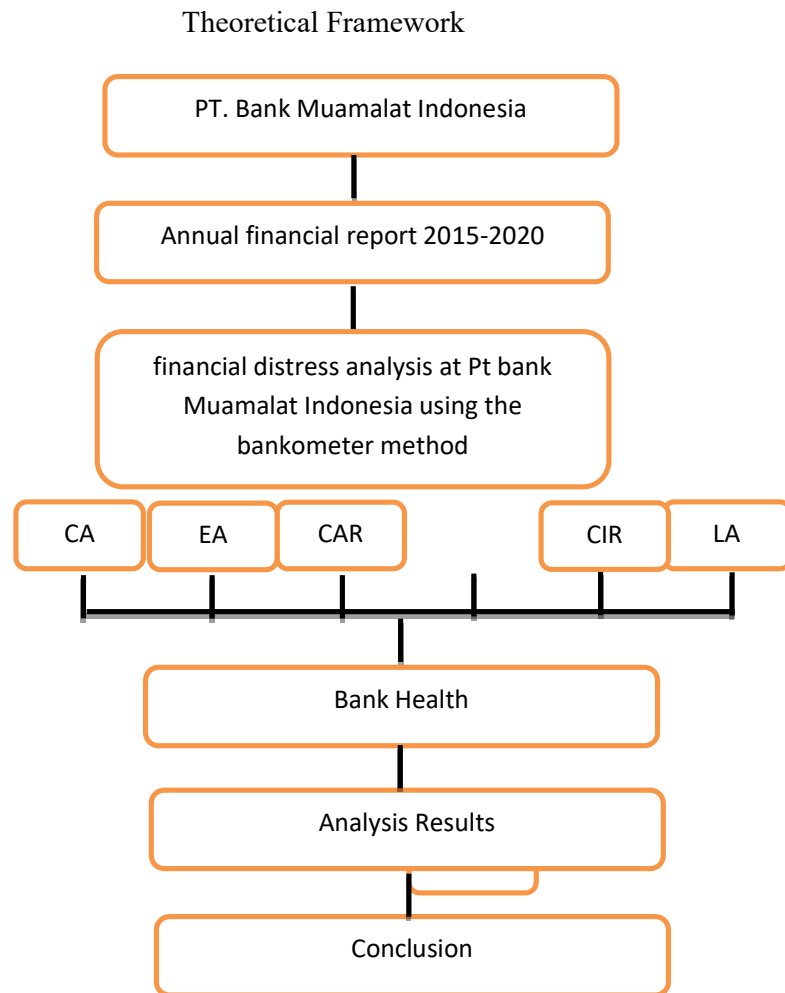 Theoretical Framework
PT. Bank Muamalat Indonesia
Annual financial report 2015-2020
financial distress analysis at Pt bank
Muamalat Indonesia using the
bankometer method
CA
EA
CAR
CIR
LA
Bank Health
Analysis Results
Conclusion